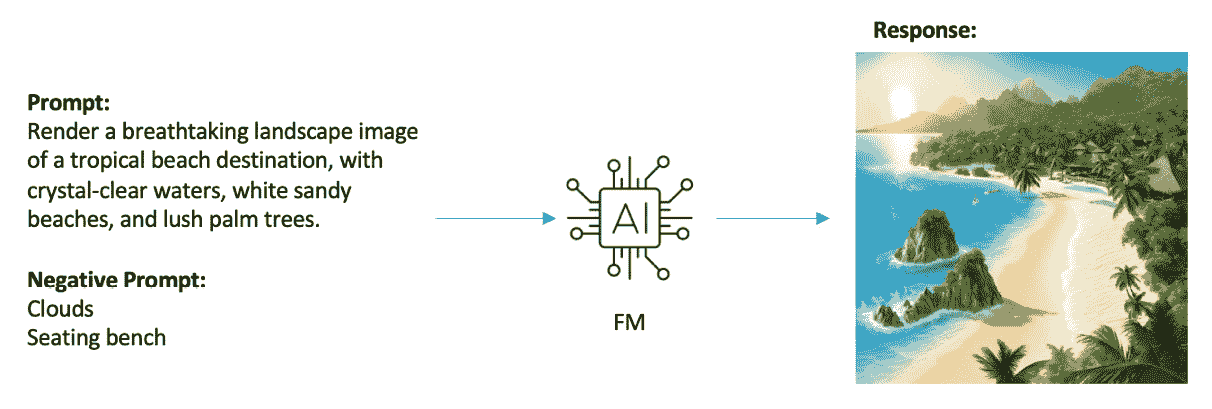 Prompt:
Render a breathtaking landscape image
of a tropical beach destination, with
crystal-clear waters, white sandy
beaches, and lush palm trees.
Negative Prompt:
Clouds
Seating bench
AI
FM
Response: